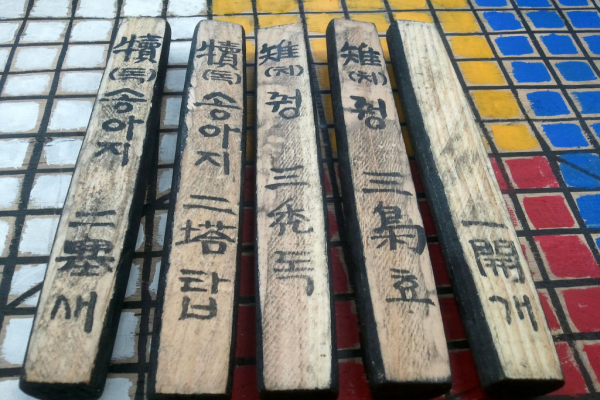 犢(독)송아지 二塞새
犢(독)송아지 二塔탑
雉(치)꿩 三禿독
雉(치)꿩 三梟효
一開개